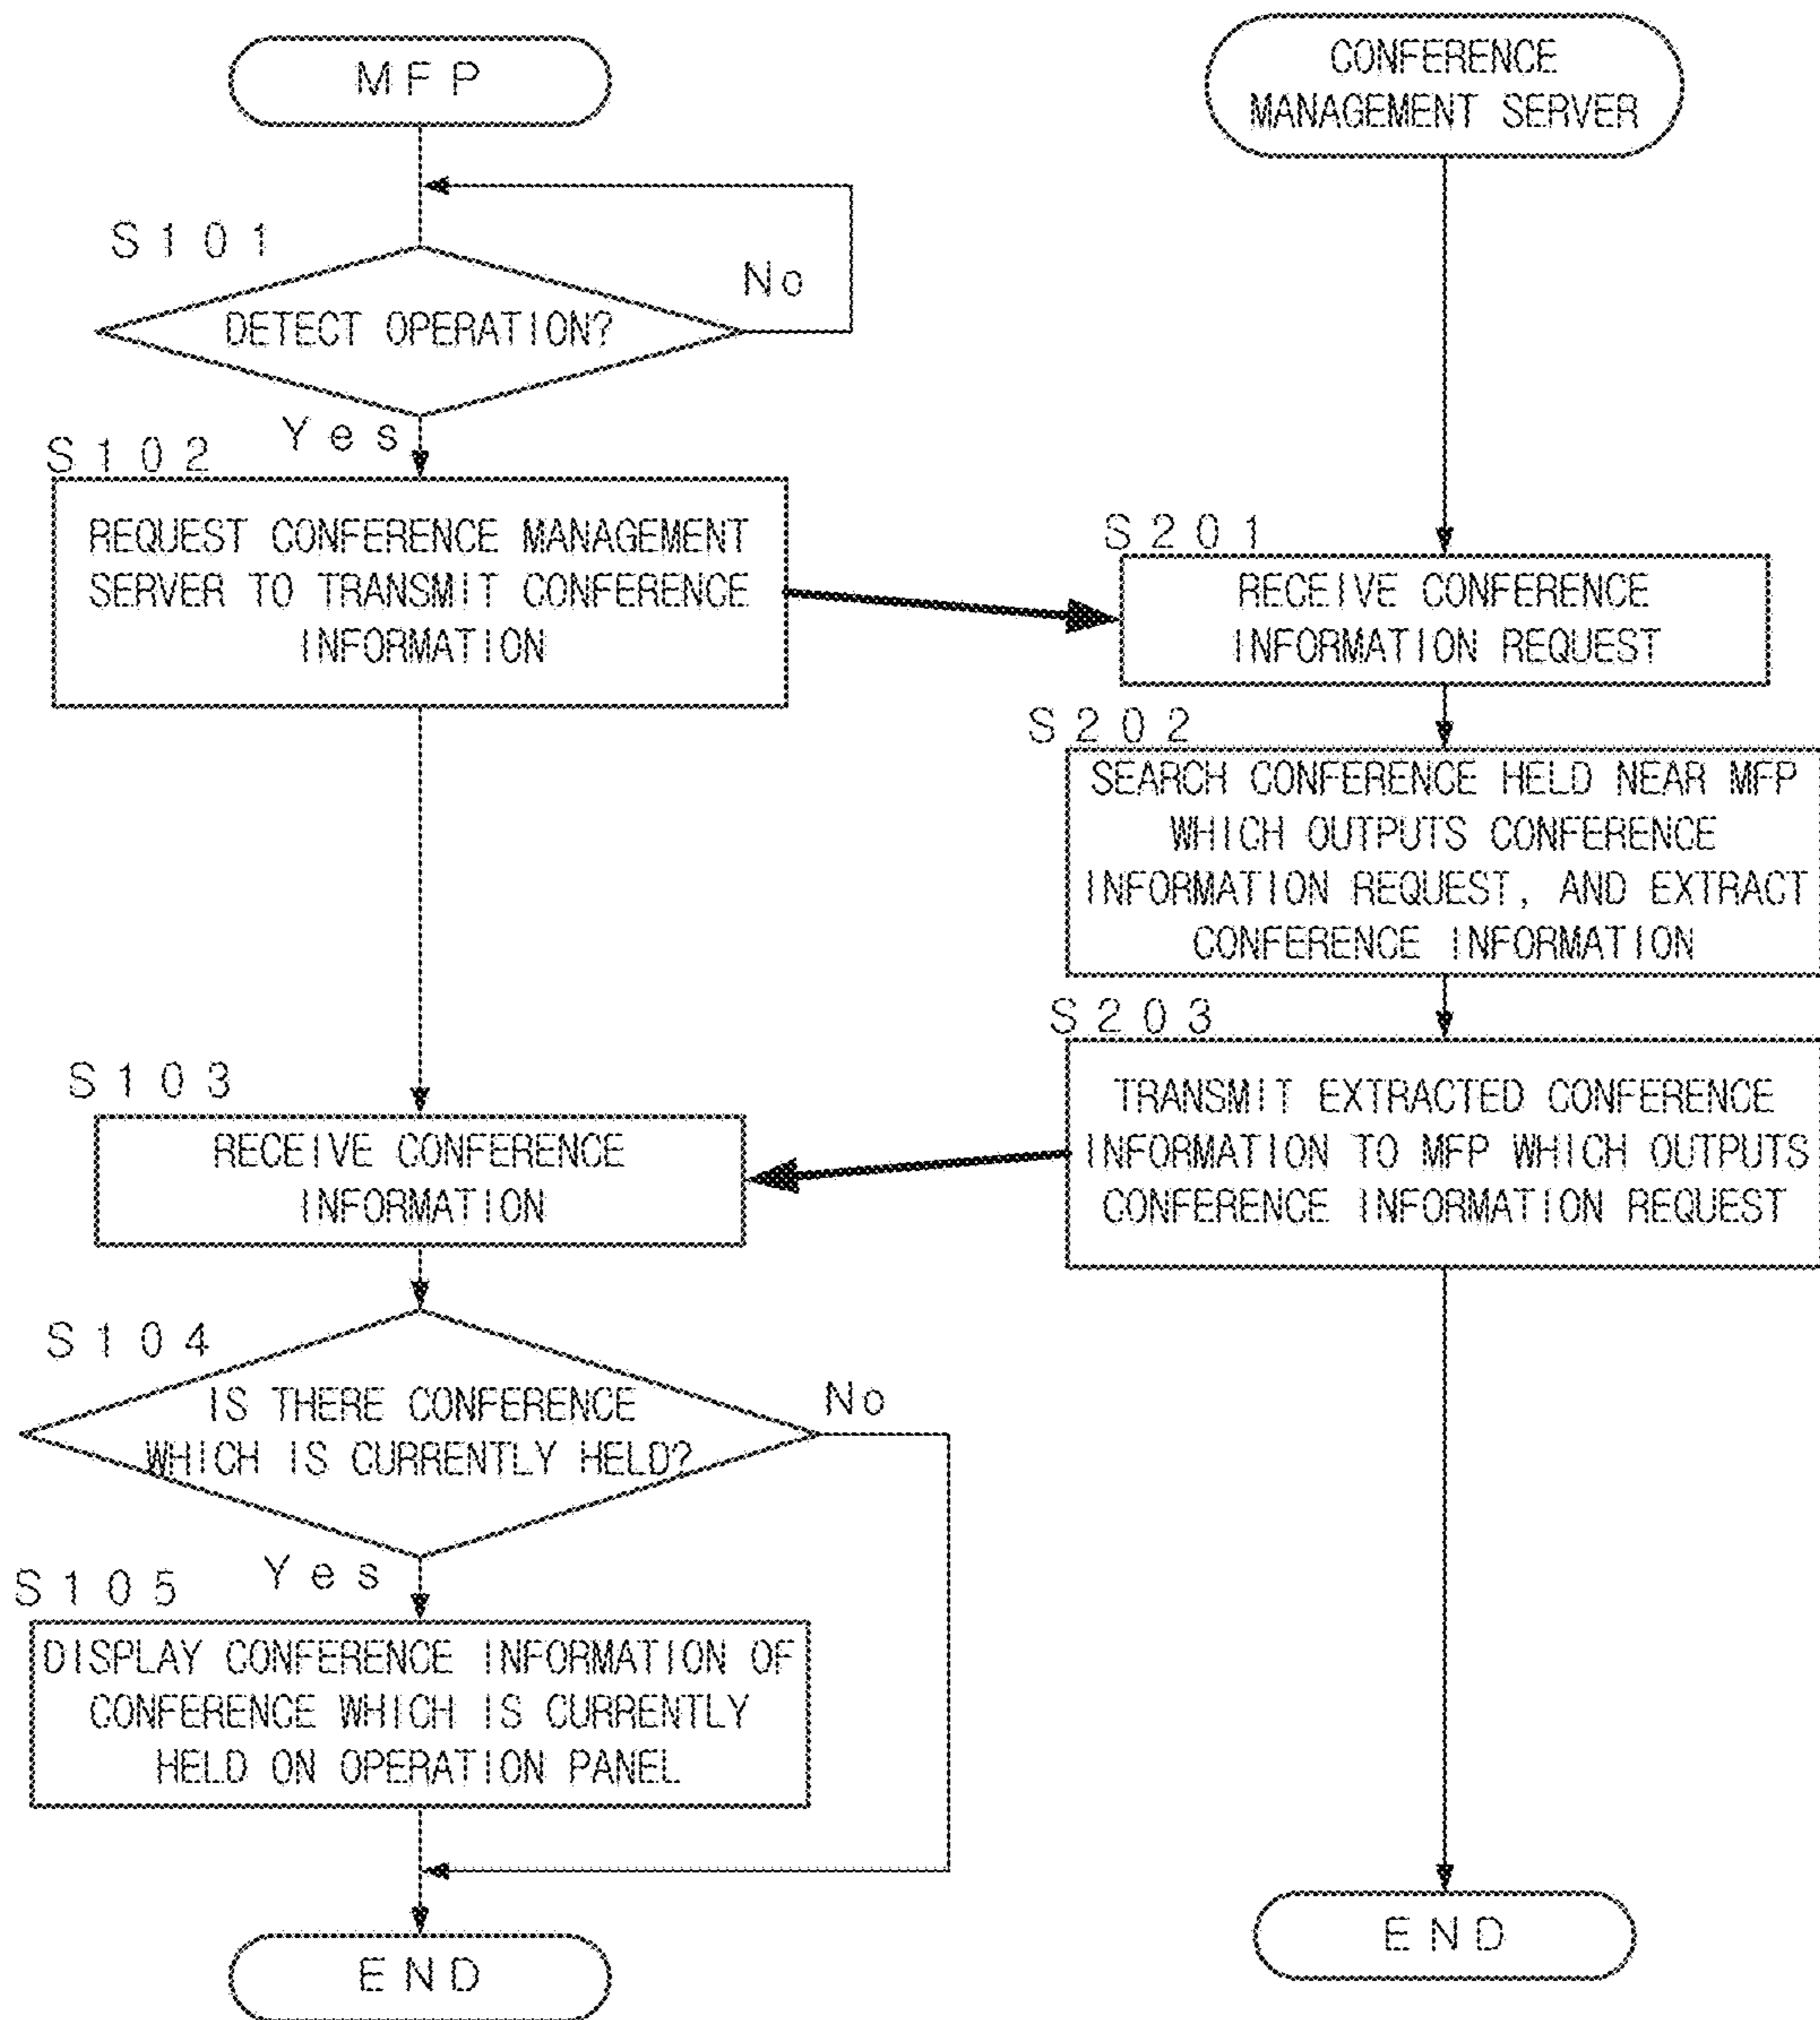 MFP
S101
DETECT OPERATION?
No
Yes
S102
REQUEST CONFERENCE MANAGEMENT
SERVER TO TRANSMIT CONFERENCE
INFORMATION
S103
RECEIVE CONFERENCE
INFORMATION
S104
IS THERE CONFERENCE
WHICH IS CURRENTLY HELD?
No
Yes
S105
DISPLAY CONFERENCE INFORMATION OF
CONFERENCE WHICH IS CURRENTLY
HELD ON OPERATION PANEL
END
CONFERENCE
MANAGEMENT SERVER
S201
RECEIVE CONFERENCE
INFORMATION REQUEST
S202
SEARCH CONFERENCE HELD NEAR MFP
WHICH OUTPUTS CONFERENCE
INFORMATION REQUEST, AND EXTRACT
CONFERENCE INFORMATION
S203
TRANSMIT EXTRACTED CONFERENCE
INFORMATION TO MFP WHICH OUTPUTS
CONFERENCE INFORMATION REQUEST
END